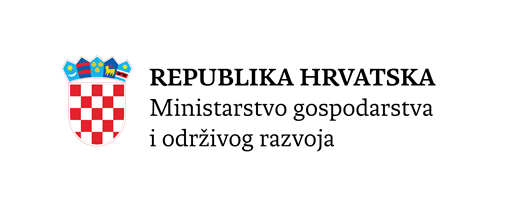 REPUBLIKA HRVATSKA
Ministarstvo gospodarstva
i održivog razvoja